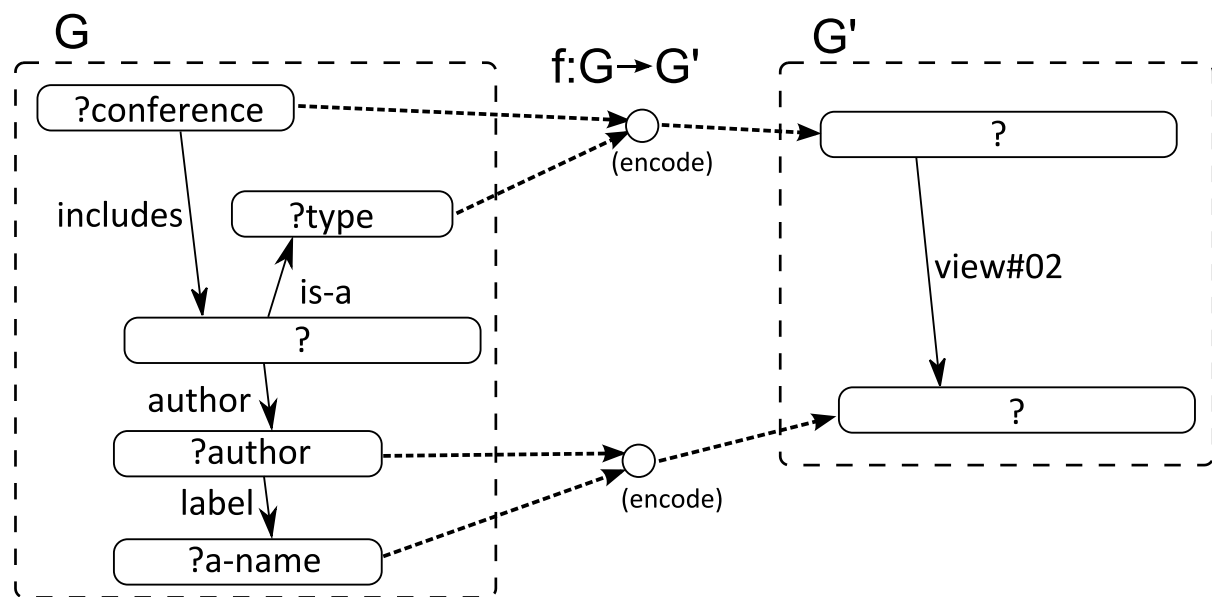 G
f:G→G'
G'
?conference
?
(encode)
includes
?type
view#02
is-a
?
author
?
?author
label
(encode)
?a-name